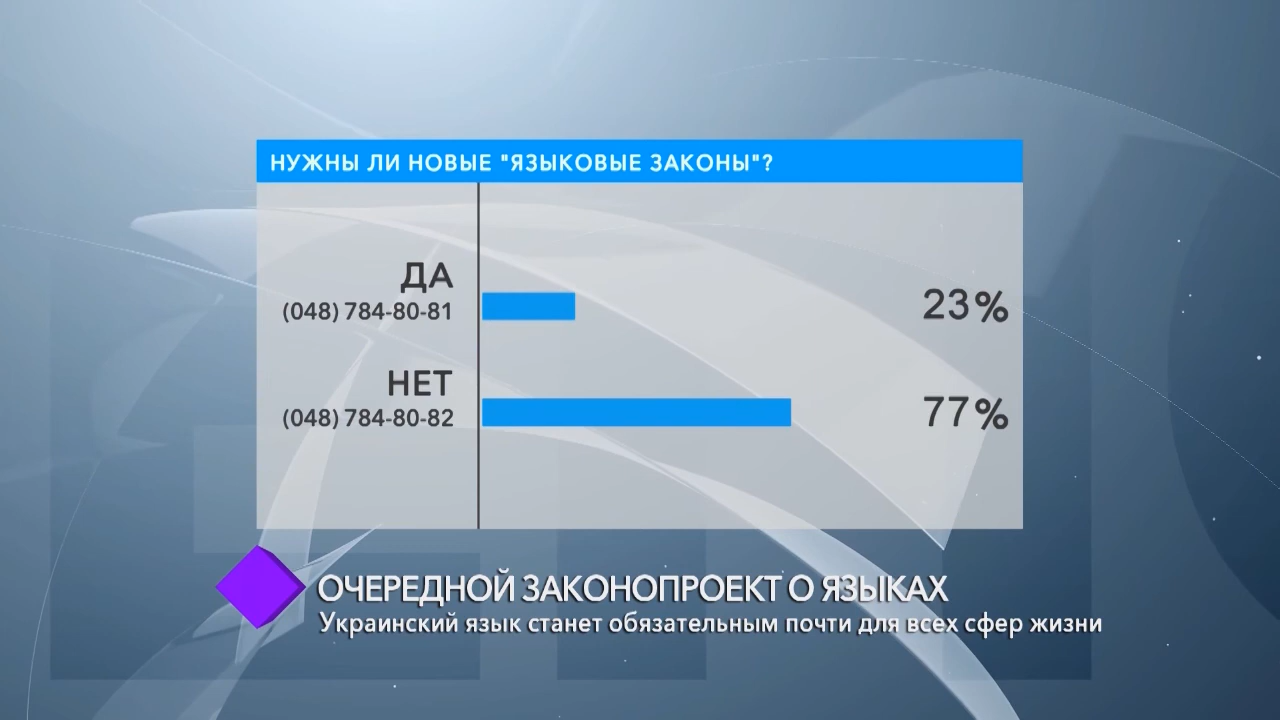 НУЖНЫ ЛИ НОВЫЕ "ЯЗЫКОВЫЕ ЗАКОНЫ"?
ДА
(048) 784-80-81
23%
НЕТ
(048) 784-80-82
77%
ОЧЕРЕДНОЙ ЗАКОНОПРОЕКТ О ЯЗЫКАХ
Украинский язык станет обязательным почти для всех сфер жизни